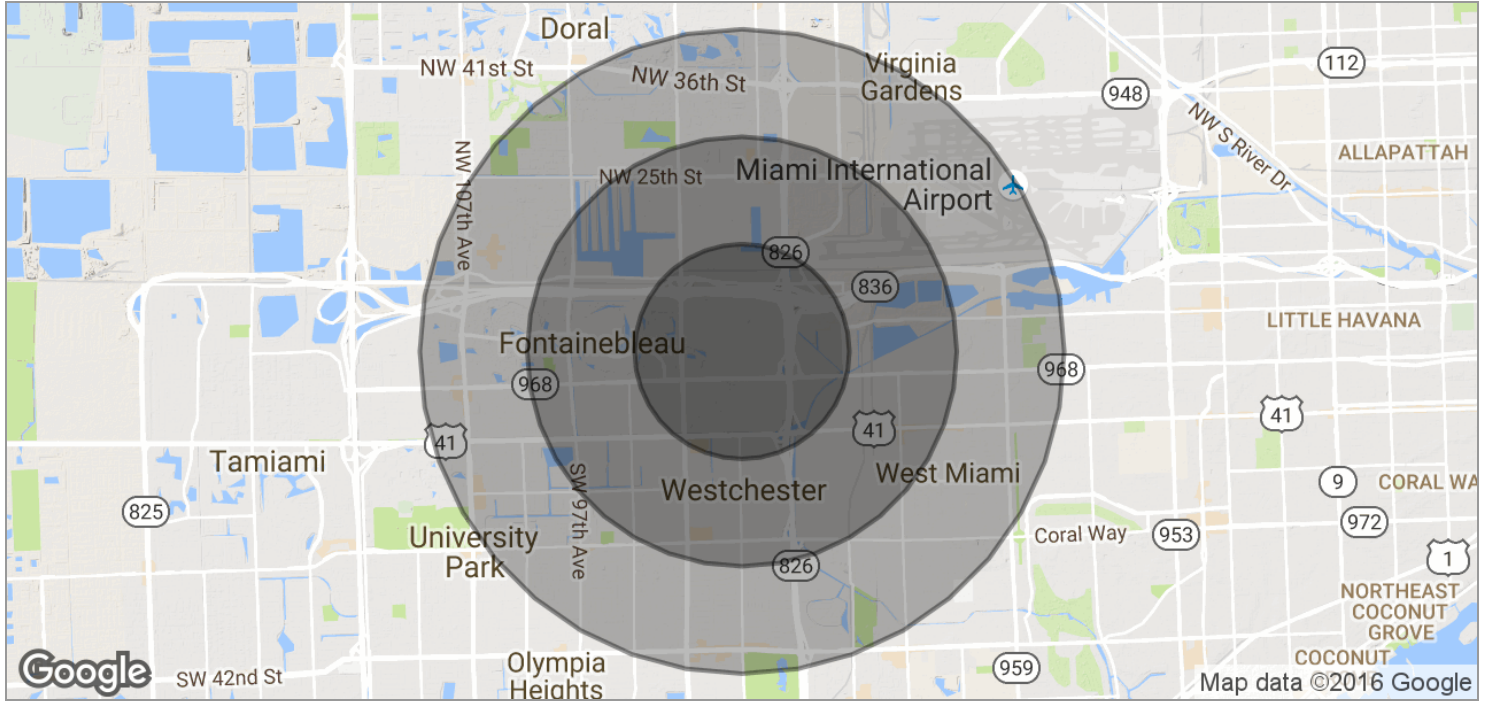 Doral
NW 41st St
NW 36th St
Virginia
Gardens
112
948
NW S River Dr
ALLAPATTAH
NW 107th Ave
NW 25th St
Miami International
Airport
826
836
LITTLE HAVANA
Fontainebleau
968
968
41
41
41
Tamiami
West Miami
Westchester
SW 97th Ave
9
CORAL WA
825
972
University
Park
Coral Way
953
1
826
NORTHEAST
COCONUT
GROVE
Olympia
Heights
959
COCONUT
Google
SW 42nd St
Map data ©2016 Google